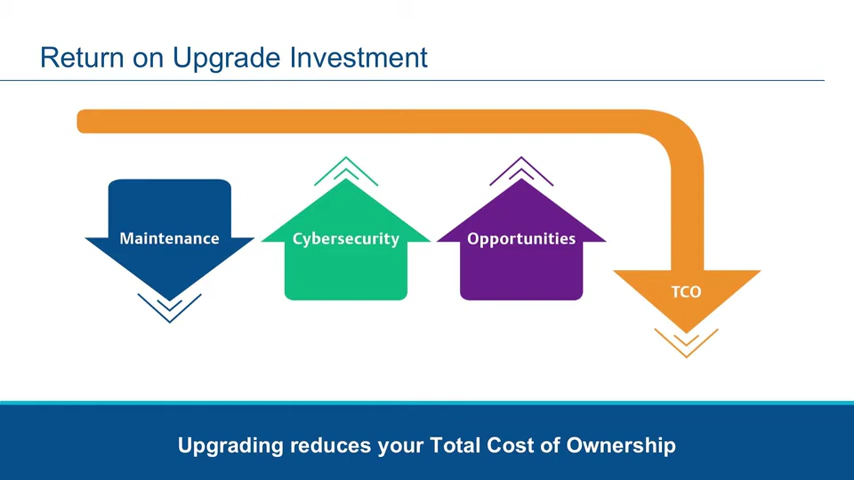 Return on Upgrade Investment
Maintenance
Cybersecurity
Opportunities
TCO
Upgrading reduces your Total Cost of Ownership